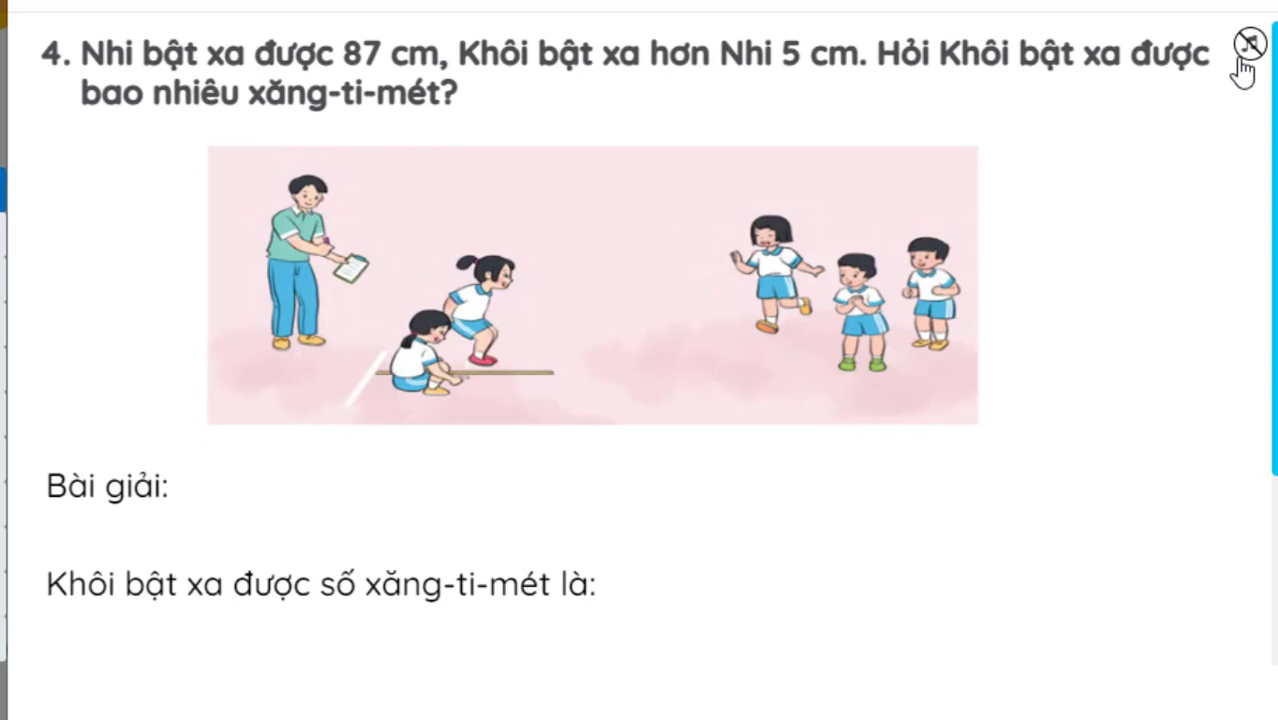 4. Nhi bật xa được 87 cm, Khôi bật xa hơn Nhi 5 cm. Hỏi Khôi bật xa được
bao nhiêu xăng-ti-mét?
Bài giải:
Khôi bật xa được số xăng-ti-mét là: